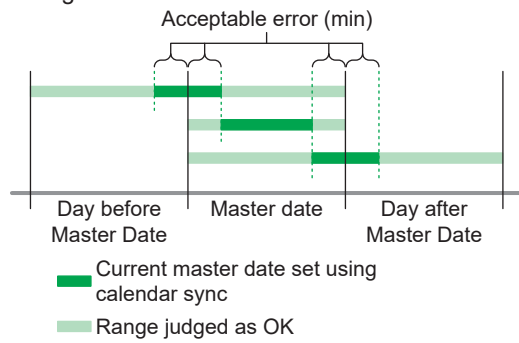 Acceptable error (min)
Day before
Master Date
Master date
Day after
Master Date
Current master date set using
calendar sync
Range judged as OK